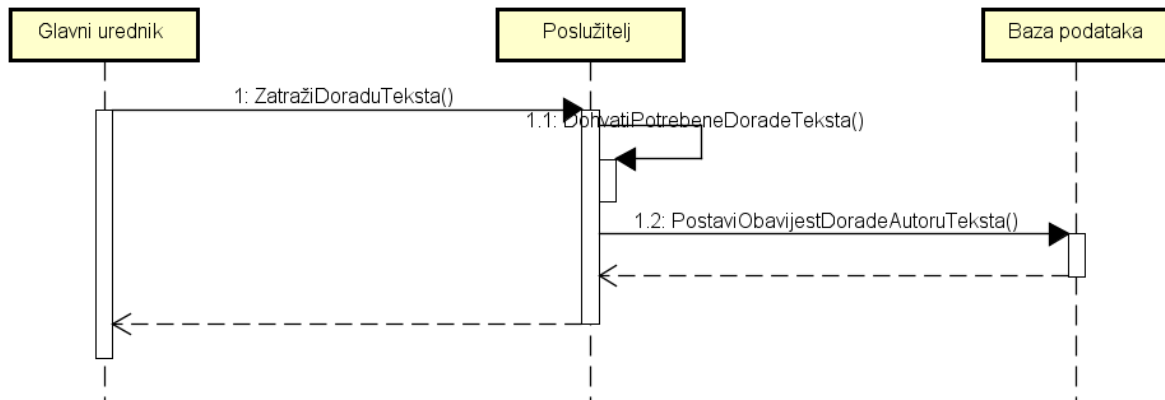 Glavni urednik
Poslužitelj
Baza podataka
1: ZatražiDoraduTeksta()
1.1: DohvatiPotrebeneDoradeTeksta()
1.2: PostaviObavijestDoradeAutoruTeksta()